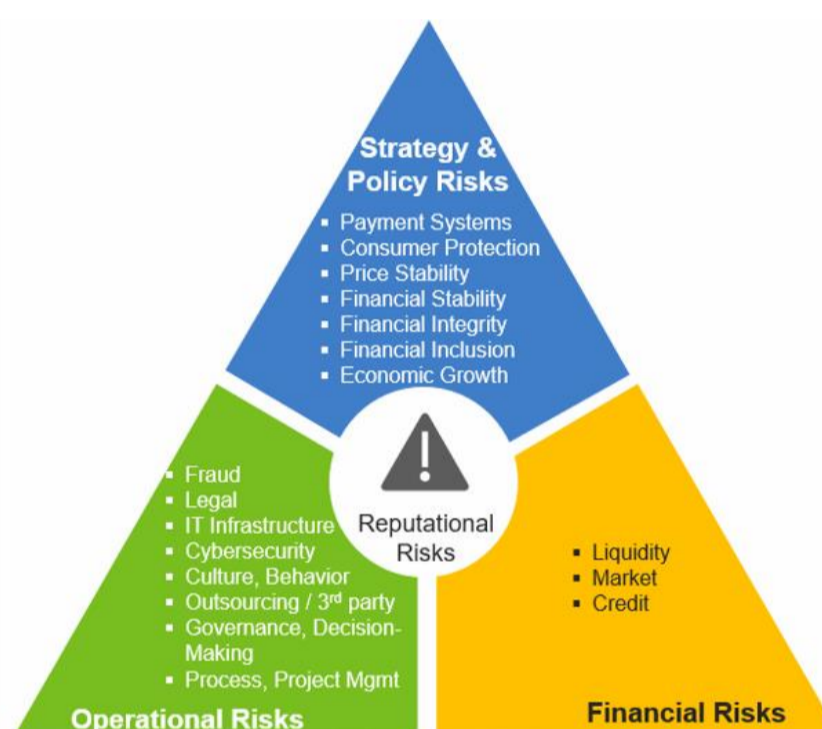 Strategy &
Policy Risks
▪ Payment Systems
▪ Consumer Protection
▪ Price Stability
▪ Financial Stability
▪ Financial Integrity
▪ Financial Inclusion
▪ Economic Growth
Reputational
Risks
▪ Fraud
▪ Legal
▪ IT Infrastructure
▪ Cybersecurity
▪ Culture, Behavior
▪ Outsourcing / 3rd party
▪ Governance, Decision-
Making
▪ Process, Project Mgmt
Operational Risks
▪ Liquidity
▪ Market
▪ Credit
Financial Risks